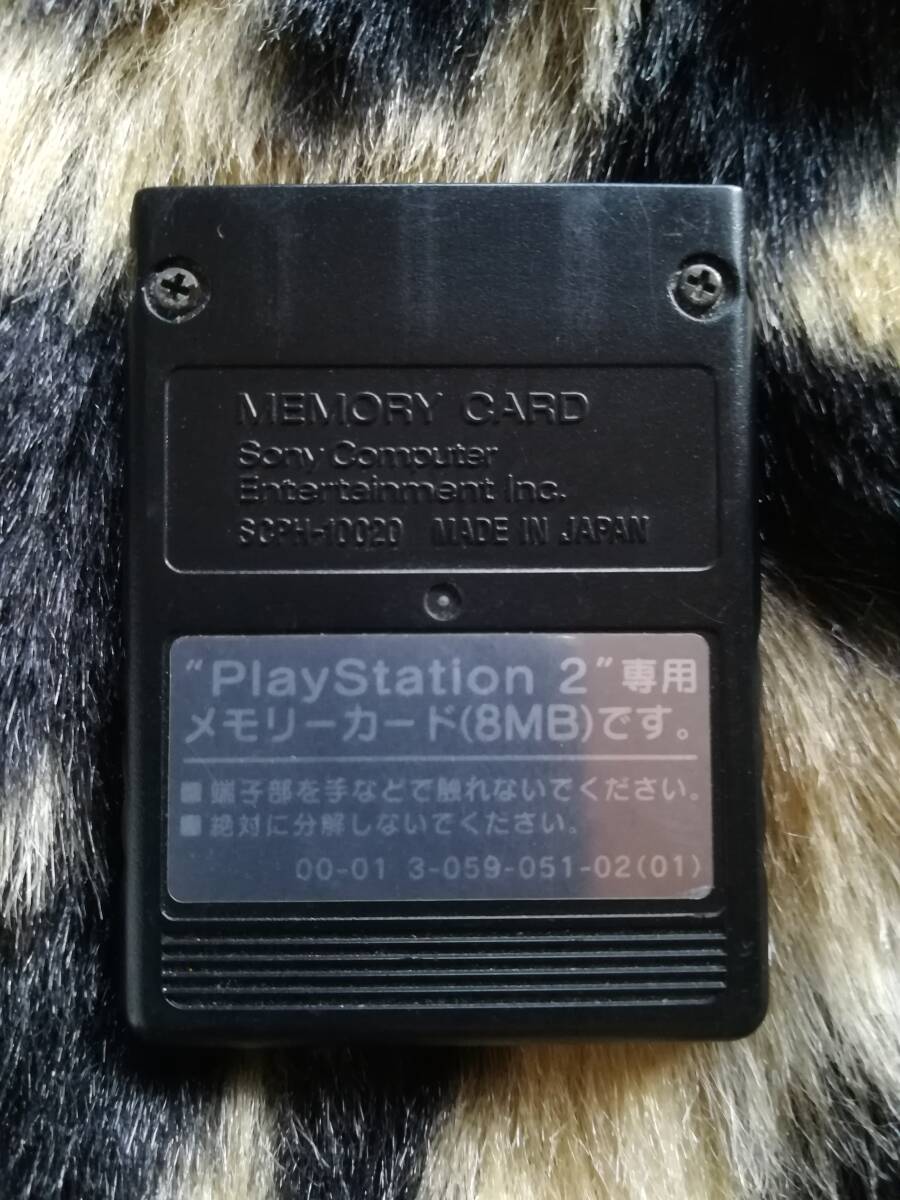 MEMORY CARD
Sony Computer
Entertainment Inc.
SCPH-10020 MADE IN JAPAN
"PlayStation 2"専用
メモリーカード(8MB)です。
■端子部を手などで触れないでください。
■絶対に分解しないでください。
00-01 3-059-051-02(01)